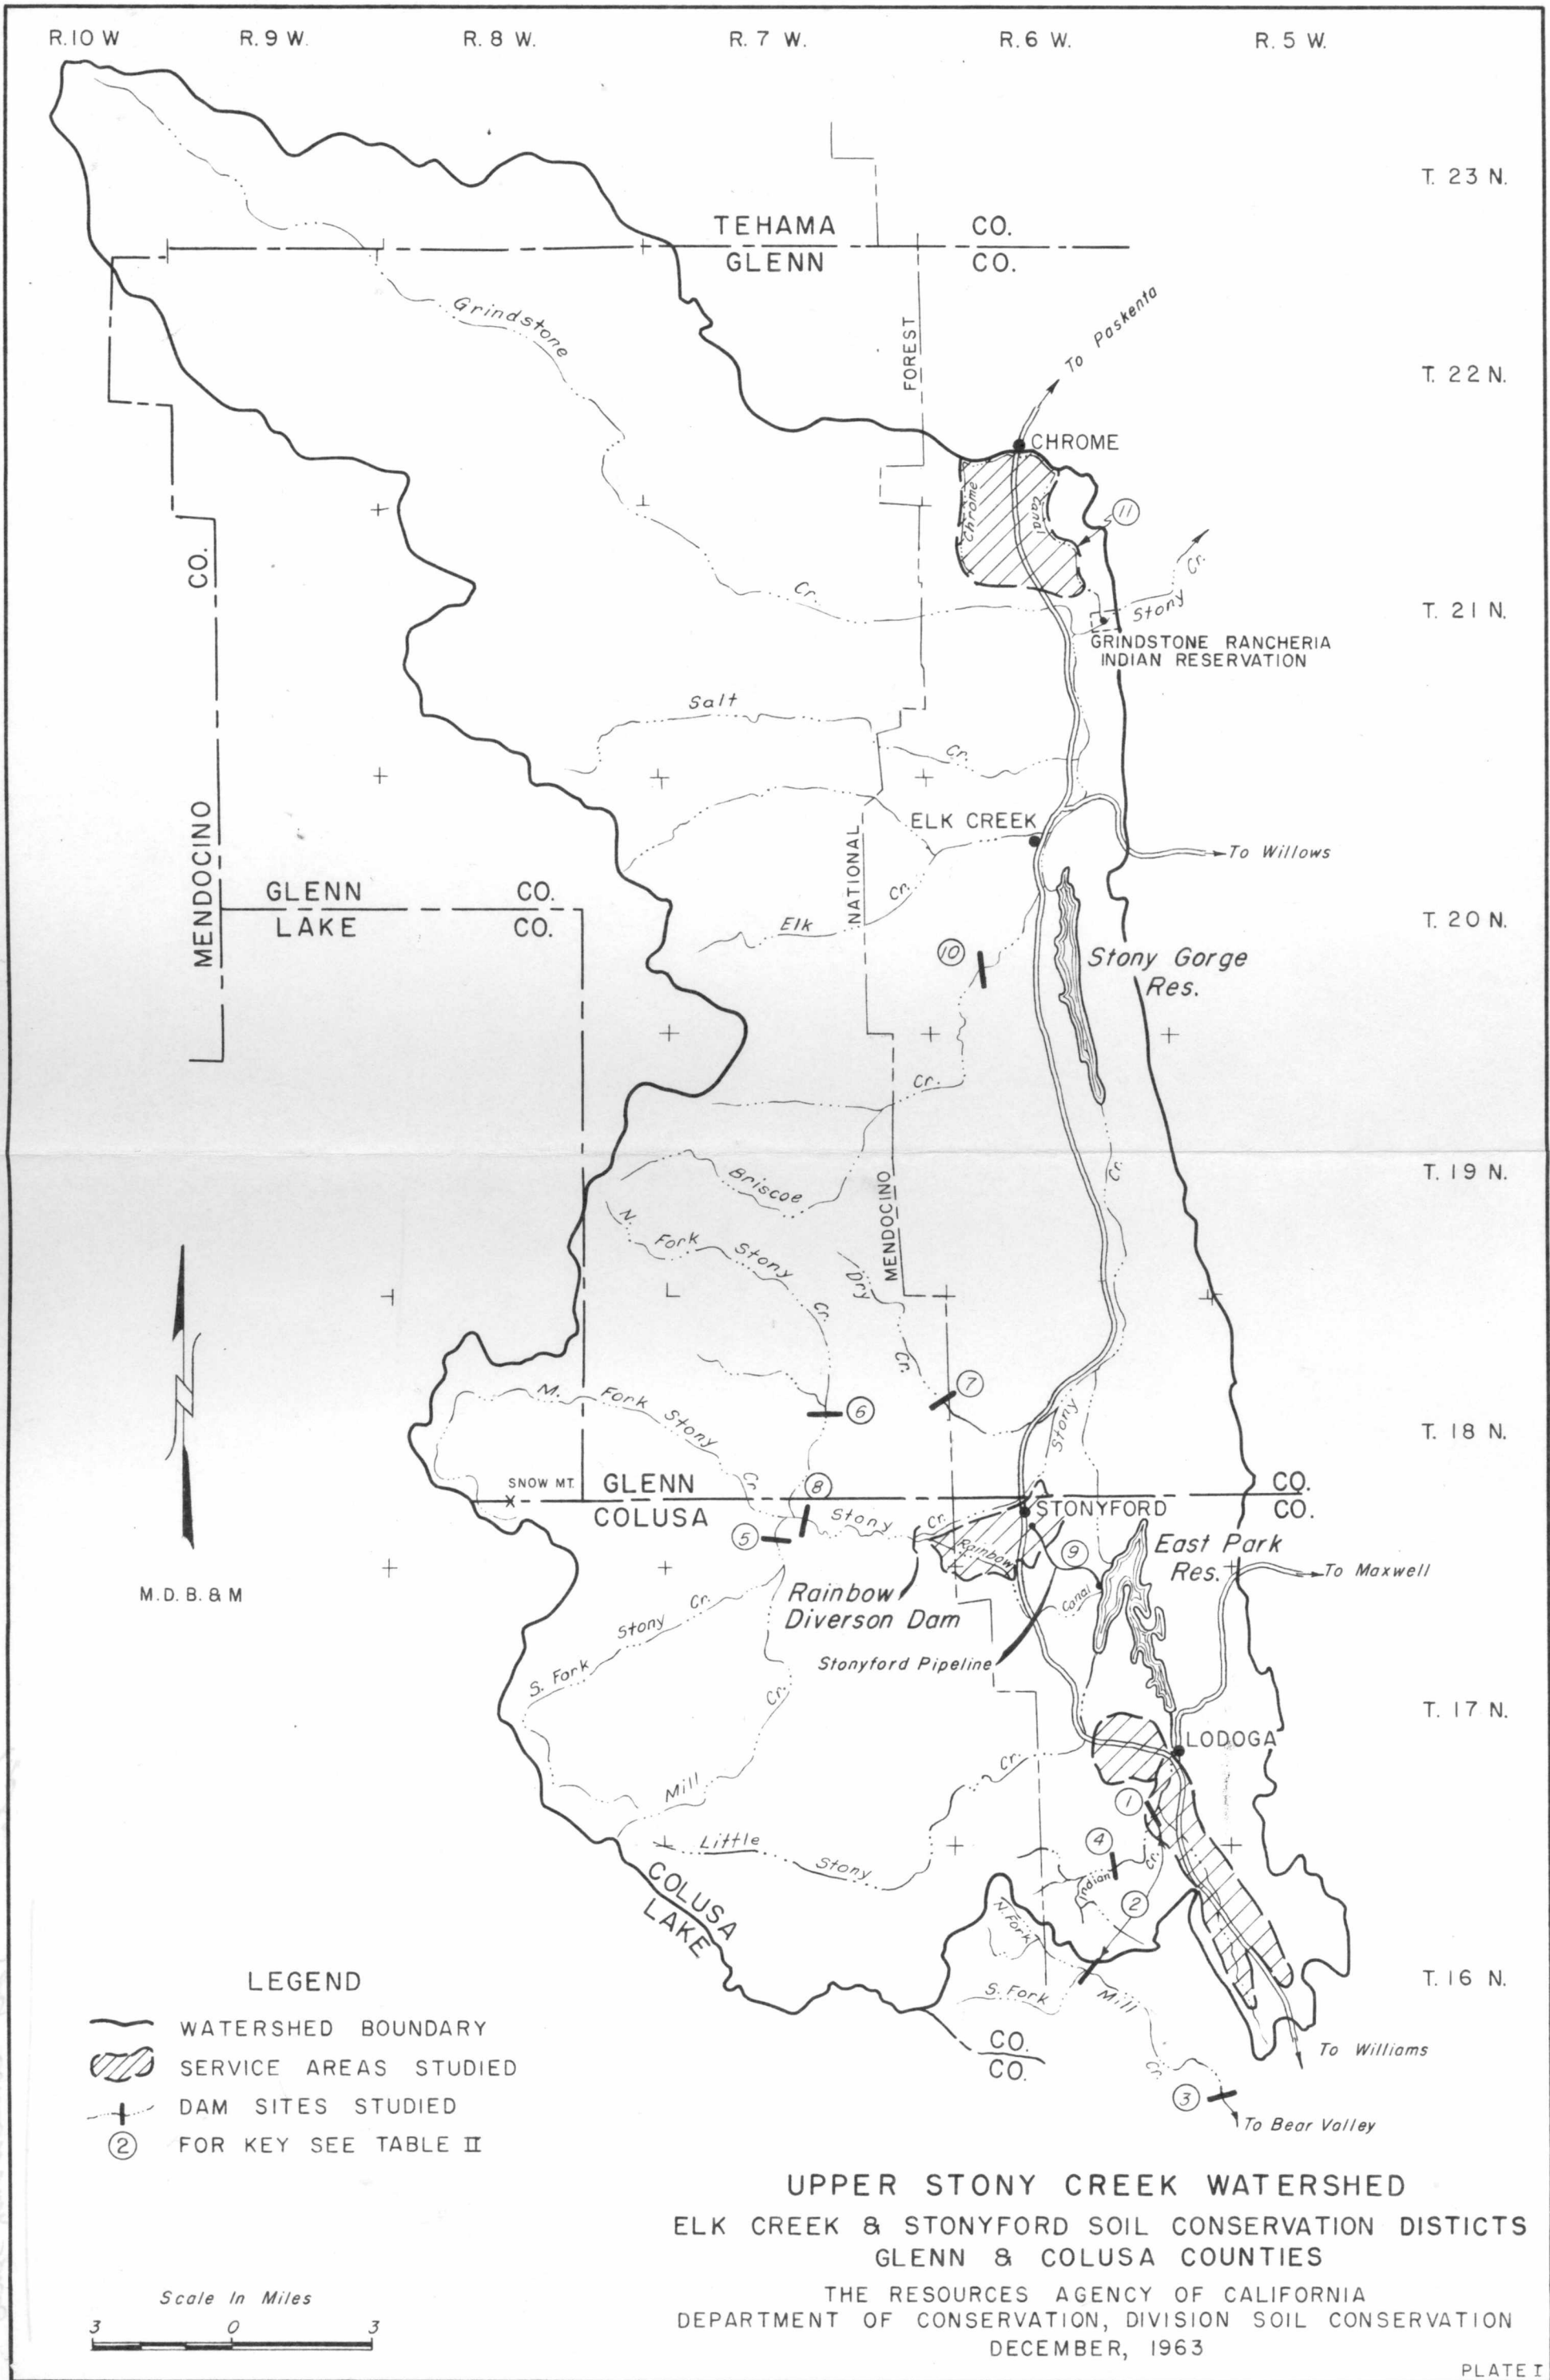 R.10 W R. 9 W. R. 8 W. R. 7 W. R. 6 W. R. 5 W.
T. 23 N.
TEHAMA CO.
GLENN CO.
Grindstone
To Paskenta
FOREST
T. 22 N.
CHROME
Chrome
Canal
11
CO.
Cr.
Cr.
Stony
T. 21 N.
GRINDSTONE RANCHERIA
INDIAN RESERVATION
Salt
Cr.
MENDOCINO
ELK CREEK
NATIONAL
To Willows
GLENN CO.
LAKE CO.
Cr.
Elk
T. 20 N.
10
Stony Gorge
Res.
Cr.
Cr.
T. 19 N.
Briscoe
MENDOCINO
N.
Fork
Stony
Cr.
Dry
Cr.
7
M. Fork Stony
Cr.
6
Stony
T. 18 N.
SNOW MT.
GLENN CO.
COLUSA CO.
8
STONYFORD
5
Stony
Cr.
Rainbow
9
East Park
Res.
To Maxwell
M. D. B. & M
Rainbow
Diverson Dam
Canal
Stony
Cr.
Stonyford Pipeline
S. Fork
Cr.
T. 17 N.
LODOGA
Cr.
Mill
1
Little
Stony
4
Cr.
Indian
2
COLUSA
LAKE
N. Fork
LEGEND
S. Fork
Mill
T. 16 N.
WATERSHED BOUNDARY
CO.
CO.
To Williams
SERVICE AREAS STUDIED
Cr.
3
DAM SITES STUDIED
To Bear Valley
2 FOR KEY SEE TABLE II
UPPER STONY CREEK WATERSHED
ELK CREEK & STONYFORD SOIL CONSERVATION DISTICTS
GLENN & COLUSA COUNTIES
THE RESOURCES AGENCY OF CALIFORNIA
DEPARTMENT OF CONSERVATION, DIVISION SOIL CONSERVATION
DECEMBER, 1963
Scale In Miles
3 0 3
PLATE I